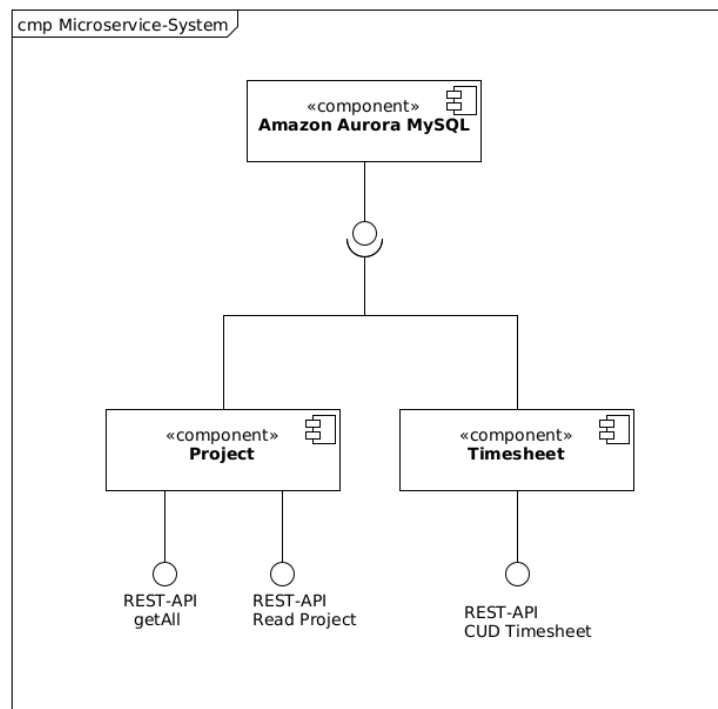 cmp Microservice-System
«component»
Amazon Aurora MySQL
«component»
Project
«component»
Timesheet
REST-API
getAll
REST-API
Read Project
REST-API
CUD Timesheet